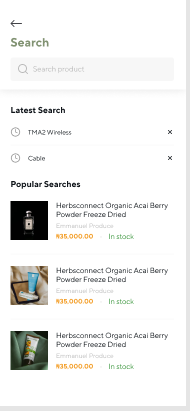 Search
Search product
Latest Search
TMA2 Wireless
Cable
Popular Searches
Herbsconnect Organic Acai Berry
Powder Freeze Dried
Emmanuel Produce
₦35,000.00 In stock
Herbsconnect Organic Acai Berry
Powder Freeze Dried
Emmanuel Produce
₦35,000.00 In stock
Herbsconnect Organic Acai Berry
Powder Freeze Dried
Emmanuel Produce
₦35,000.00 In stock